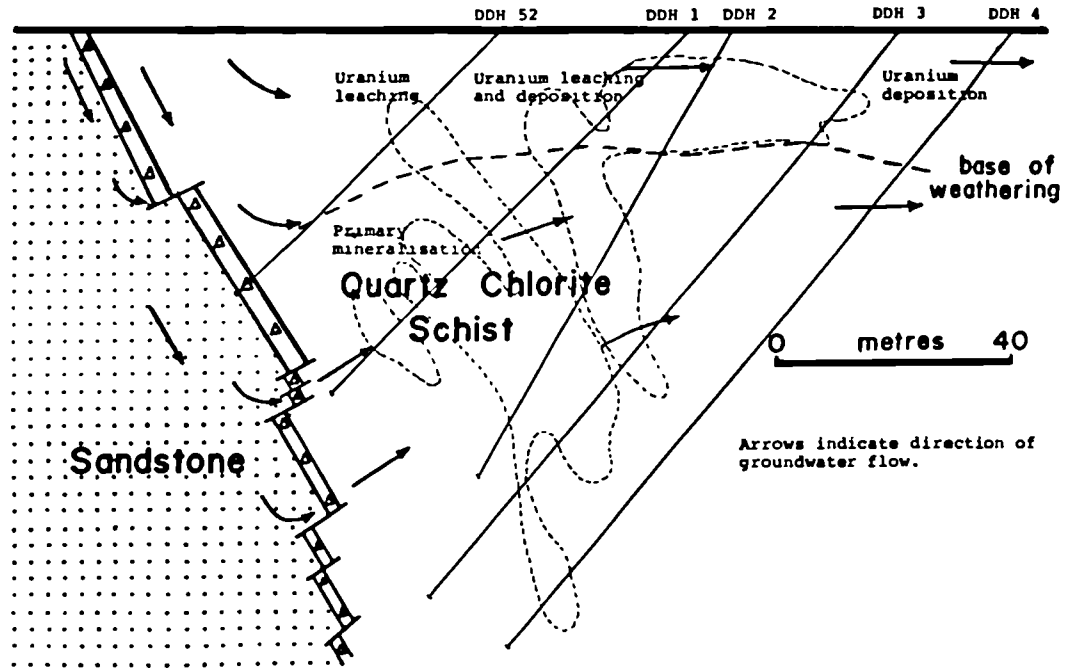 DDH 52
DDH 1
DDH 2
DDH 3
DDH 4
Uranium
leaching
Uranium leaching
and deposition
Uranium
deposition
base of
weathering
Primary
mineralisation
Quartz Chlorite
Schist
0 metres 40
Sandstone
Arrows indicate direction of
groundwater flow.